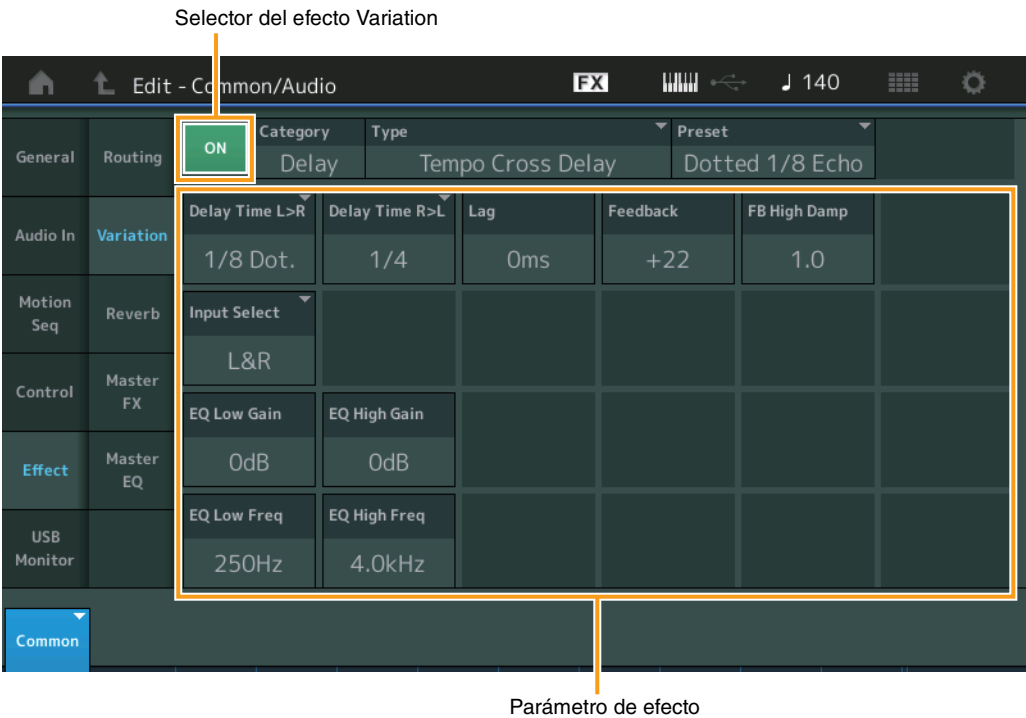 Selector del efecto Variation
Edit - Common/Audio
FX
♩ 140
General
Routing
ON
Category
Delay
Type
Tempo Cross Delay
Preset
Dotted 1/8 Echo
Audio In
Variation
Delay Time L>R
1/8 Dot.
Delay Time R>L
1/4
Lag
0ms
Feedback
+22
FB High Damp
1.0
Motion
Seq
Reverb
Input Select
L&R
Control
Master
FX
EQ Low Gain
0dB
EQ High Gain
0dB
Effect
Master
EQ
EQ Low Freq
250Hz
EQ High Freq
4.0kHz
USB
Monitor
Common
Parámetro de efecto